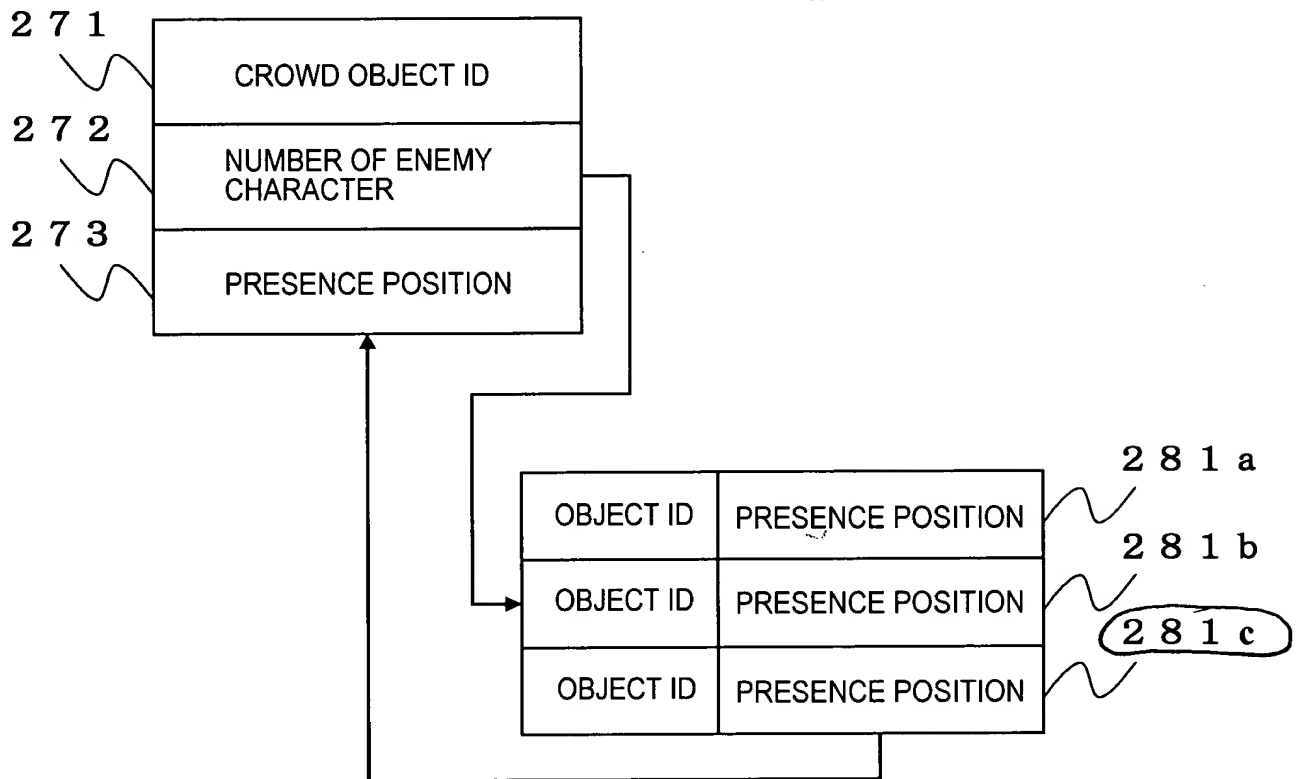 271
CROWD OBJECT ID
272
NUMBER OF ENEMY
CHARACTER
273
PRESENCE POSITION
281a
OBJECT ID PRESENCE POSITION
281b
OBJECT ID PRESENCE POSITION
281c
OBJECT ID PRESENCE POSITION